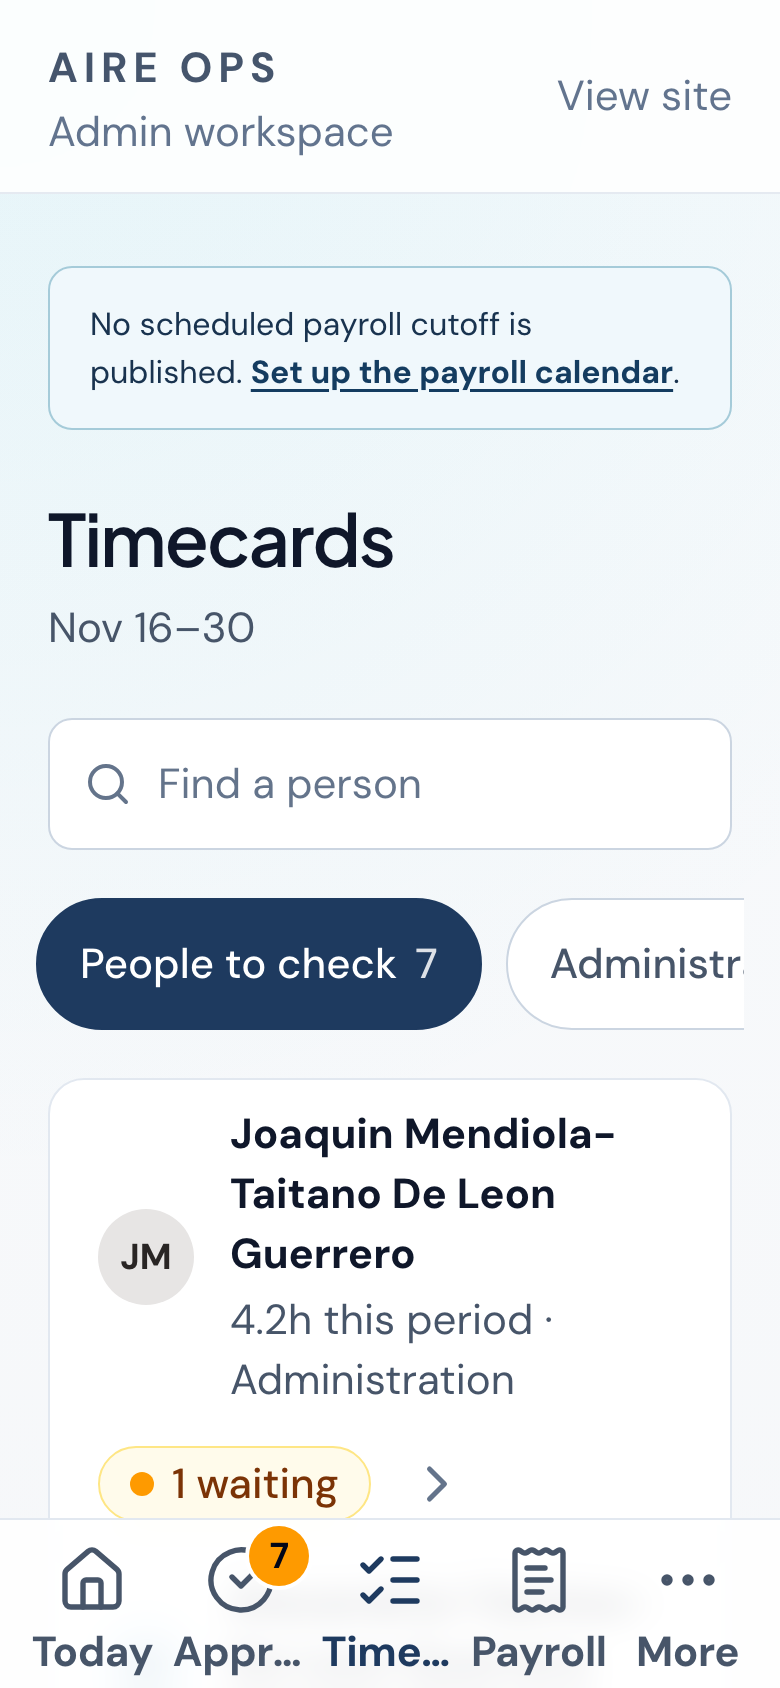 AIRE OPS
Admin workspace
View site
No scheduled payroll cutoff is
published. Set up the payroll calendar.
Timecards
Nov 16–30
Find a person
People to check 7
Administr
Joaquin Mendiola-
Taitano De Leon
Guerrero
JM
4.2h this period ·
Administration
1 waiting
7
Today
Appr...
Time...
Payroll
More